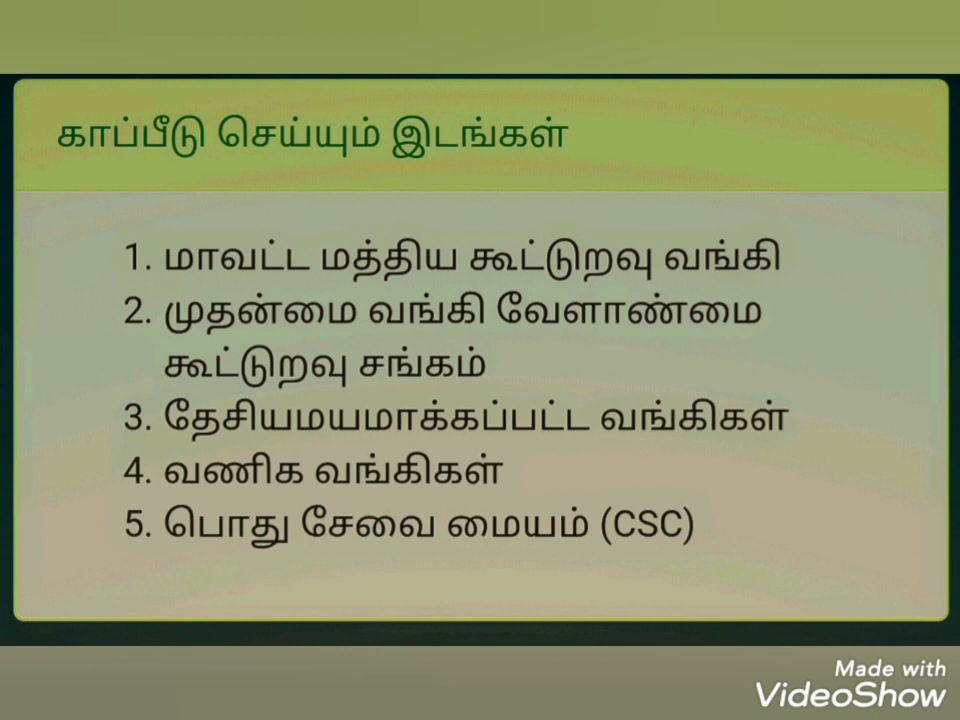 காப்பீடு செய்யும் இடங்கள்
1. மாவட்ட மத்திய கூட்டுறவு வங்கி
2. முதன்மை வங்கி வேளாண்மை
கூட்டுறவு சங்கம்
3. தேசியமயமாக்கப்பட்ட வங்கிகள்
4. வணிக வங்கிகள்
5. பொது சேவை மையம் (CSC)
Made with
VideoShow